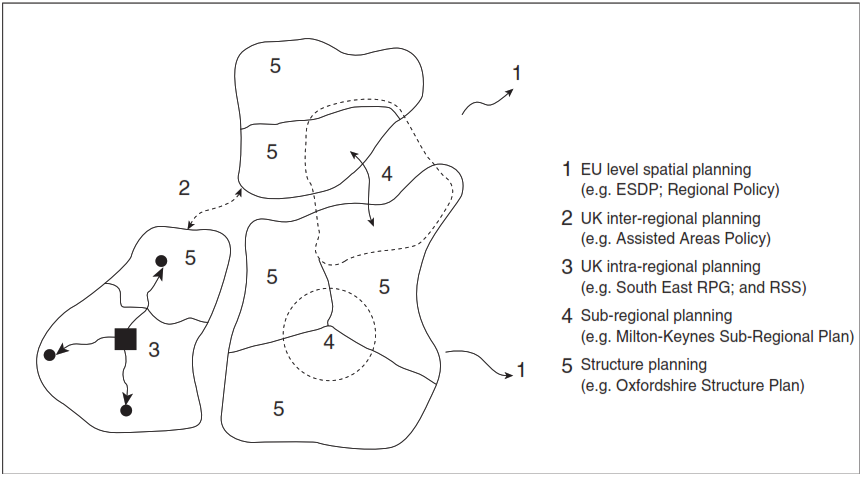 5
1
5
4
2
5
5
5
3
4
1
5
1 EU level spatial planning
(e.g. ESDP; Regional Policy)
2 UK inter-regional planning
(e.g. Assisted Areas Policy)
3 UK intra-regional planning
(e.g. South East RPG; and RSS)
4 Sub-regional planning
(e.g. Milton-Keynes Sub-Regional Plan)
5 Structure planning
(e.g. Oxfordshire Structure Plan)